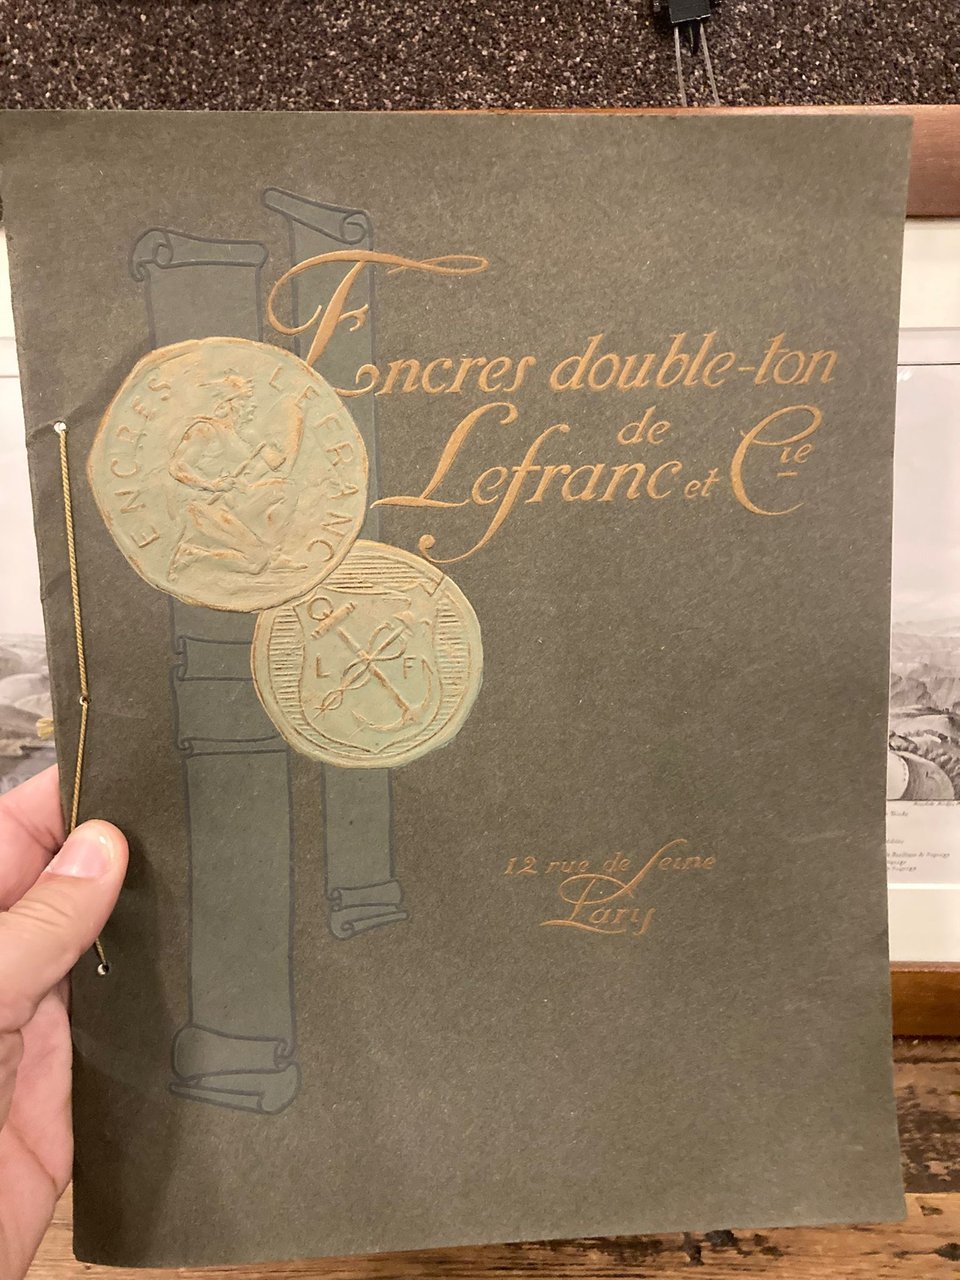 Encres double-ton
de
Lefranc et Cie
ENCRES LEFRANC
L F
12 rue de Seine
Paris